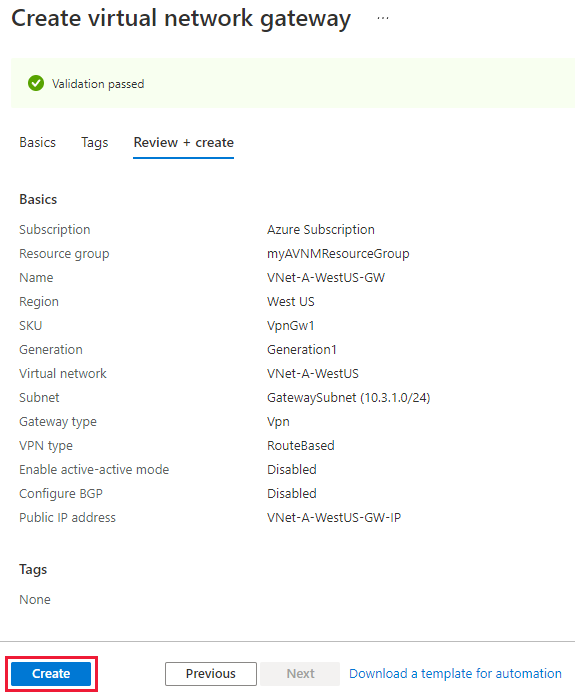 Create virtual network gateway ...
Validation passed
Basics Tags Review + create
Basics
Subscription Azure Subscription
Resource group myAVNMResourceGroup
Name VNet-A-WestUS-GW
Region West US
SKU VpnGw1
Generation Generation1
Virtual network VNet-A-WestUS
Subnet GatewaySubnet (10.3.1.0/24)
Gateway type Vpn
VPN type RouteBased
Enable active-active mode Disabled
Configure BGP Disabled
Public IP address VNet-A-WestUS-GW-IP
Tags
None
Create Previous Next Download a template for automation